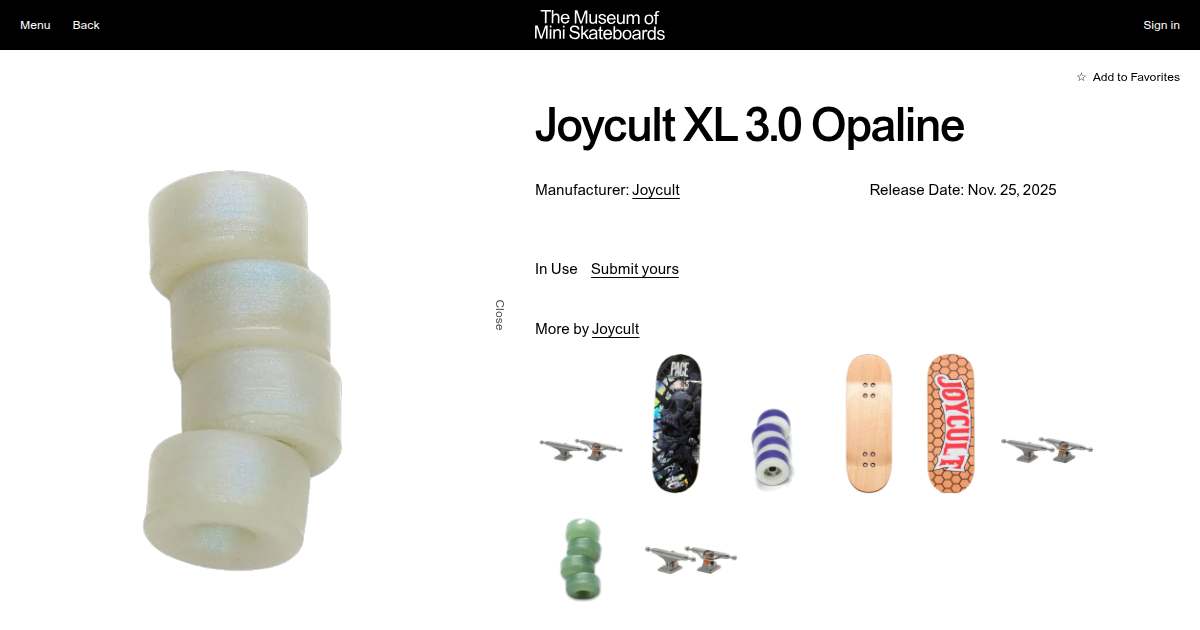 Menu
Back
The Museum of
Mini Skateboards
Sign in
☆ Add to Favorites
Joycult XL 3.0 Opaline
Manufacturer: Joycult
Release Date: Nov. 25, 2025
In Use
Submit yours
Close
More by Joycult
PACE
JOYCULT